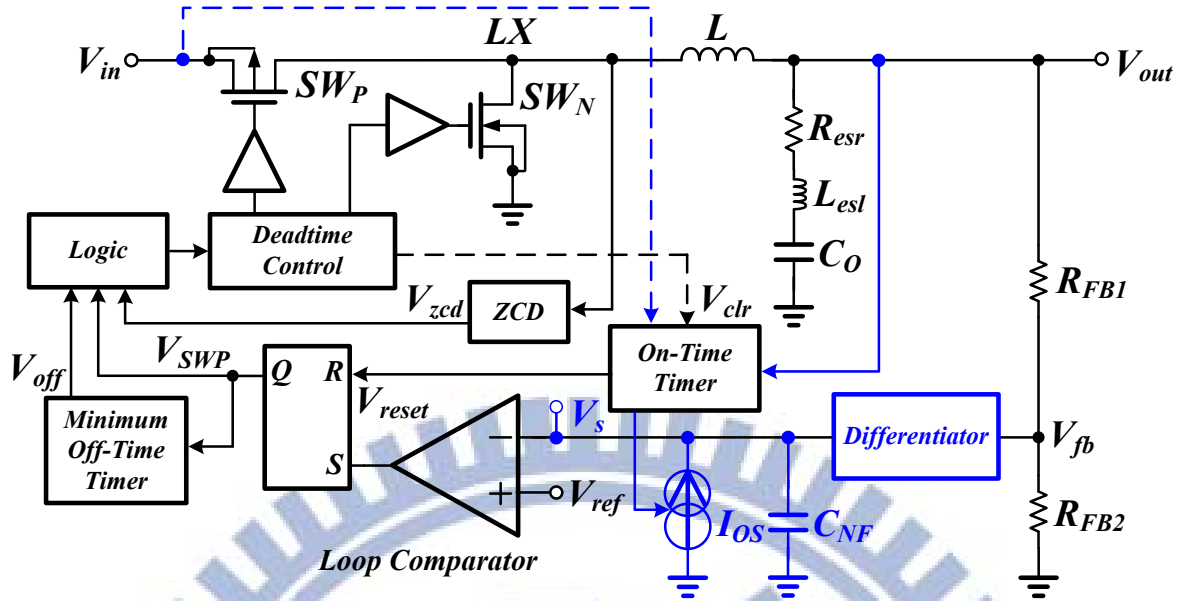 V_in
SW_P
LX
SW_N
L
V_out
R_esr
L_esl
C_O
Logic
Deadtime
Control
V_zcd
ZCD
V_clr
R_FB1
V_off
V_SWP
Q
R
S
V_reset
On-Time
Timer
Minimum
Off-Time
Timer
V_s
Differentiator
V_fb
−
+
V_ref
I_OS
C_NF
R_FB2
Loop Comparator